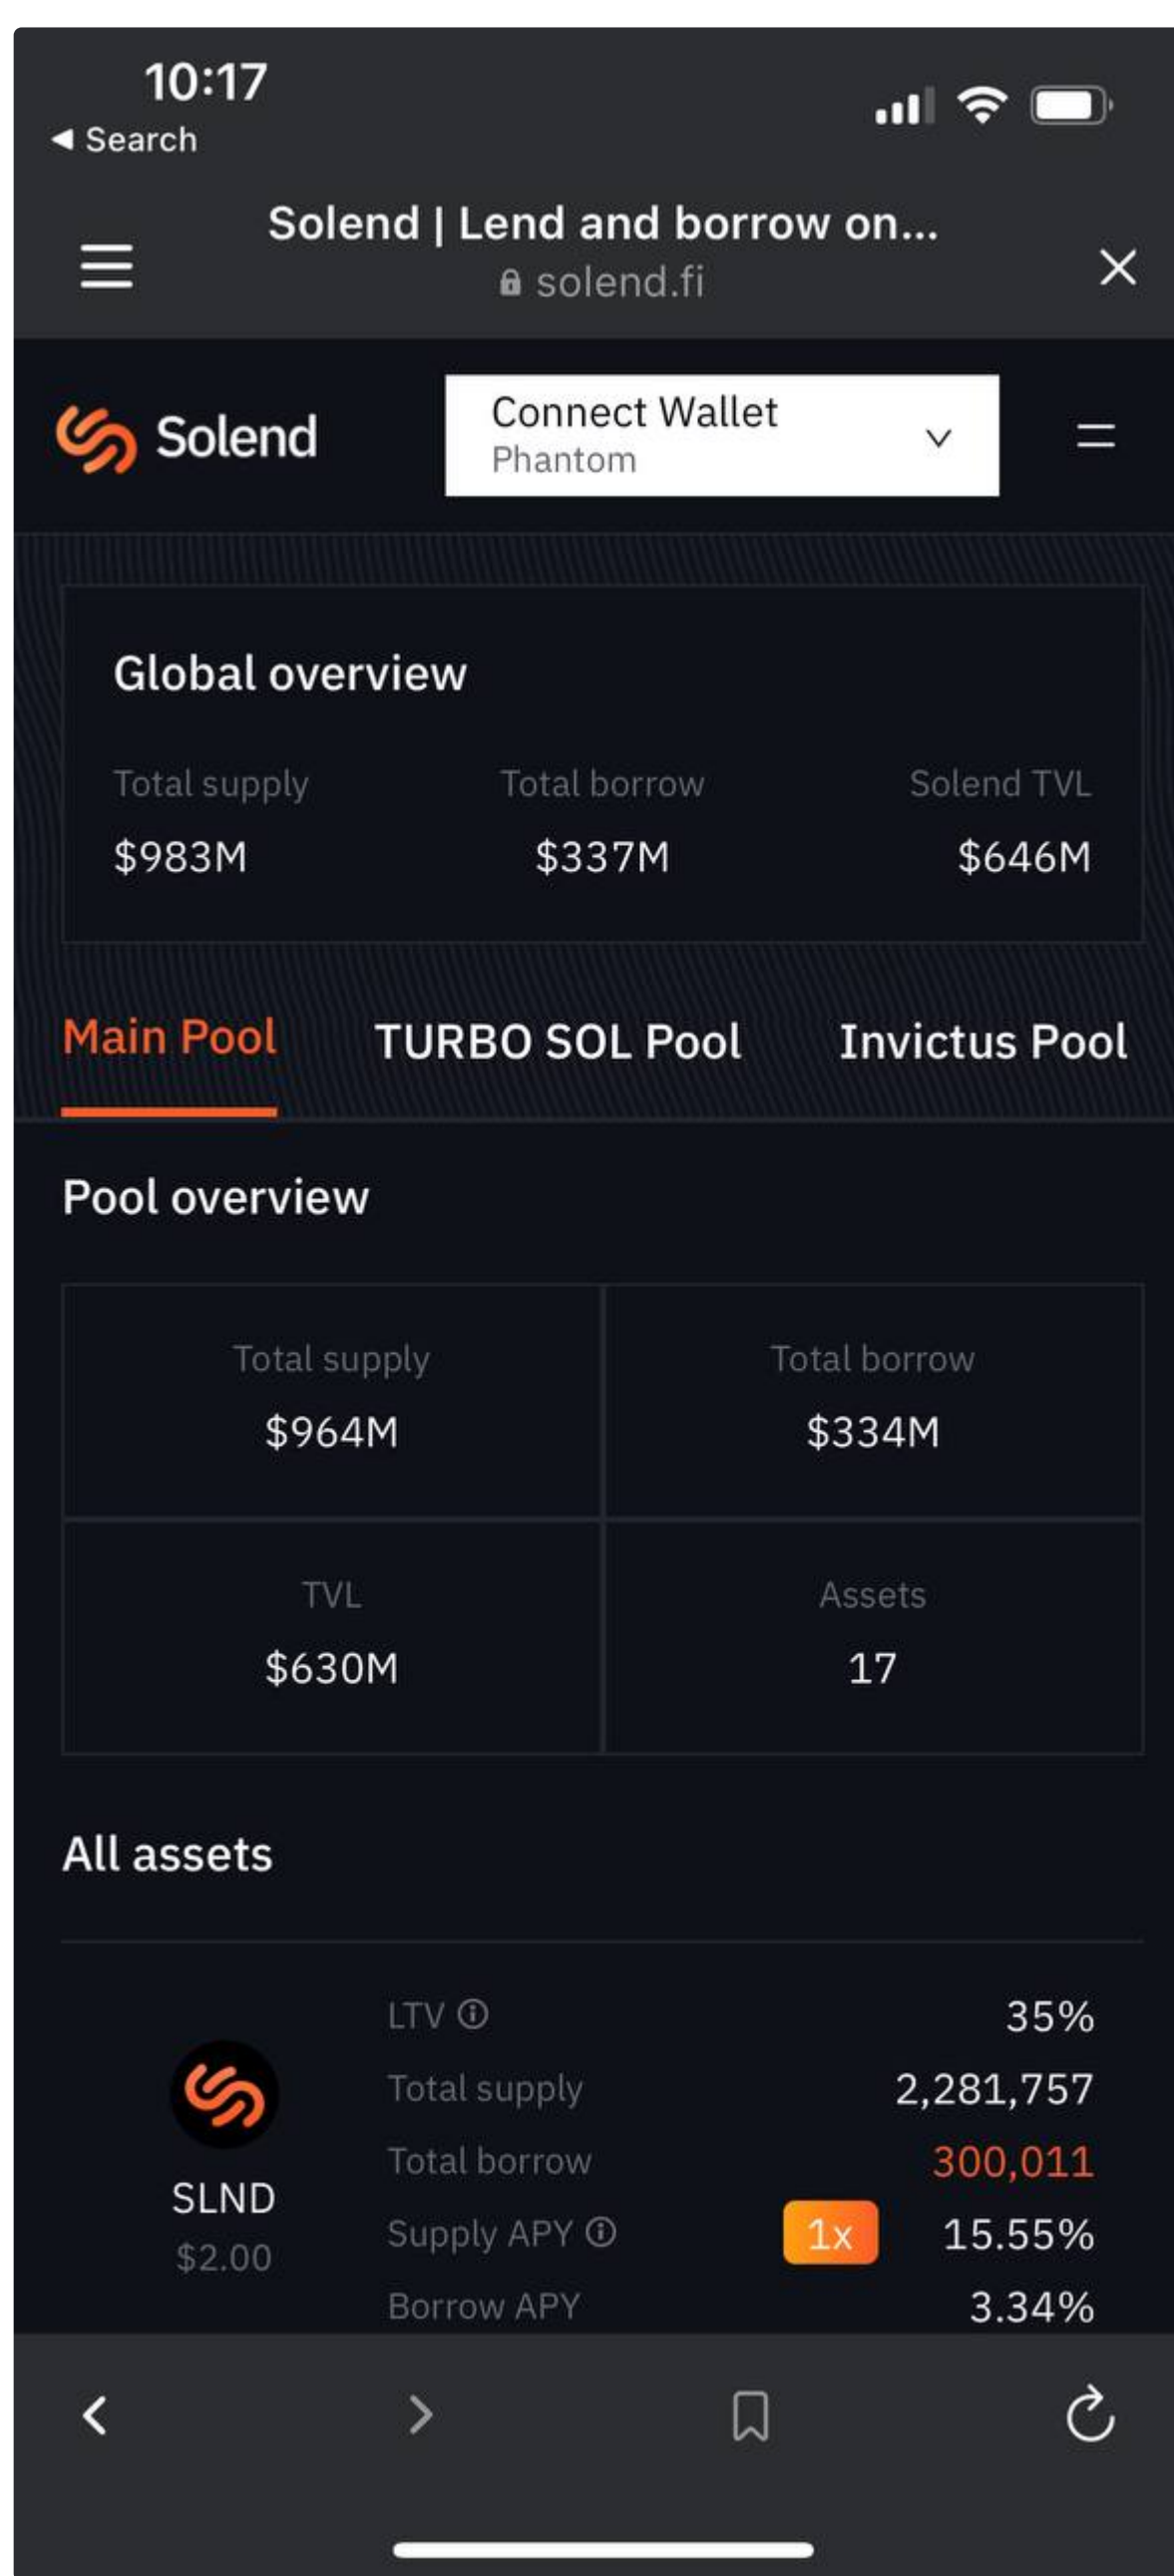 10:17
◀ Search
Solend | Lend and borrow on...
solend.fi
Solend
Connect Wallet
Phantom
Global overview
Total supply Total borrow Solend TVL
$983M $337M $646M
Main Pool TURBO SOL Pool Invictus Pool
Pool overview
Total supply Total borrow
$964M $334M
TVL Assets
$630M 17
All assets
LTV 35%
Total supply 2,281,757
Total borrow 300,011
SLND
Supply APY 1x 15.55%
$2.00
Borrow APY 3.34%